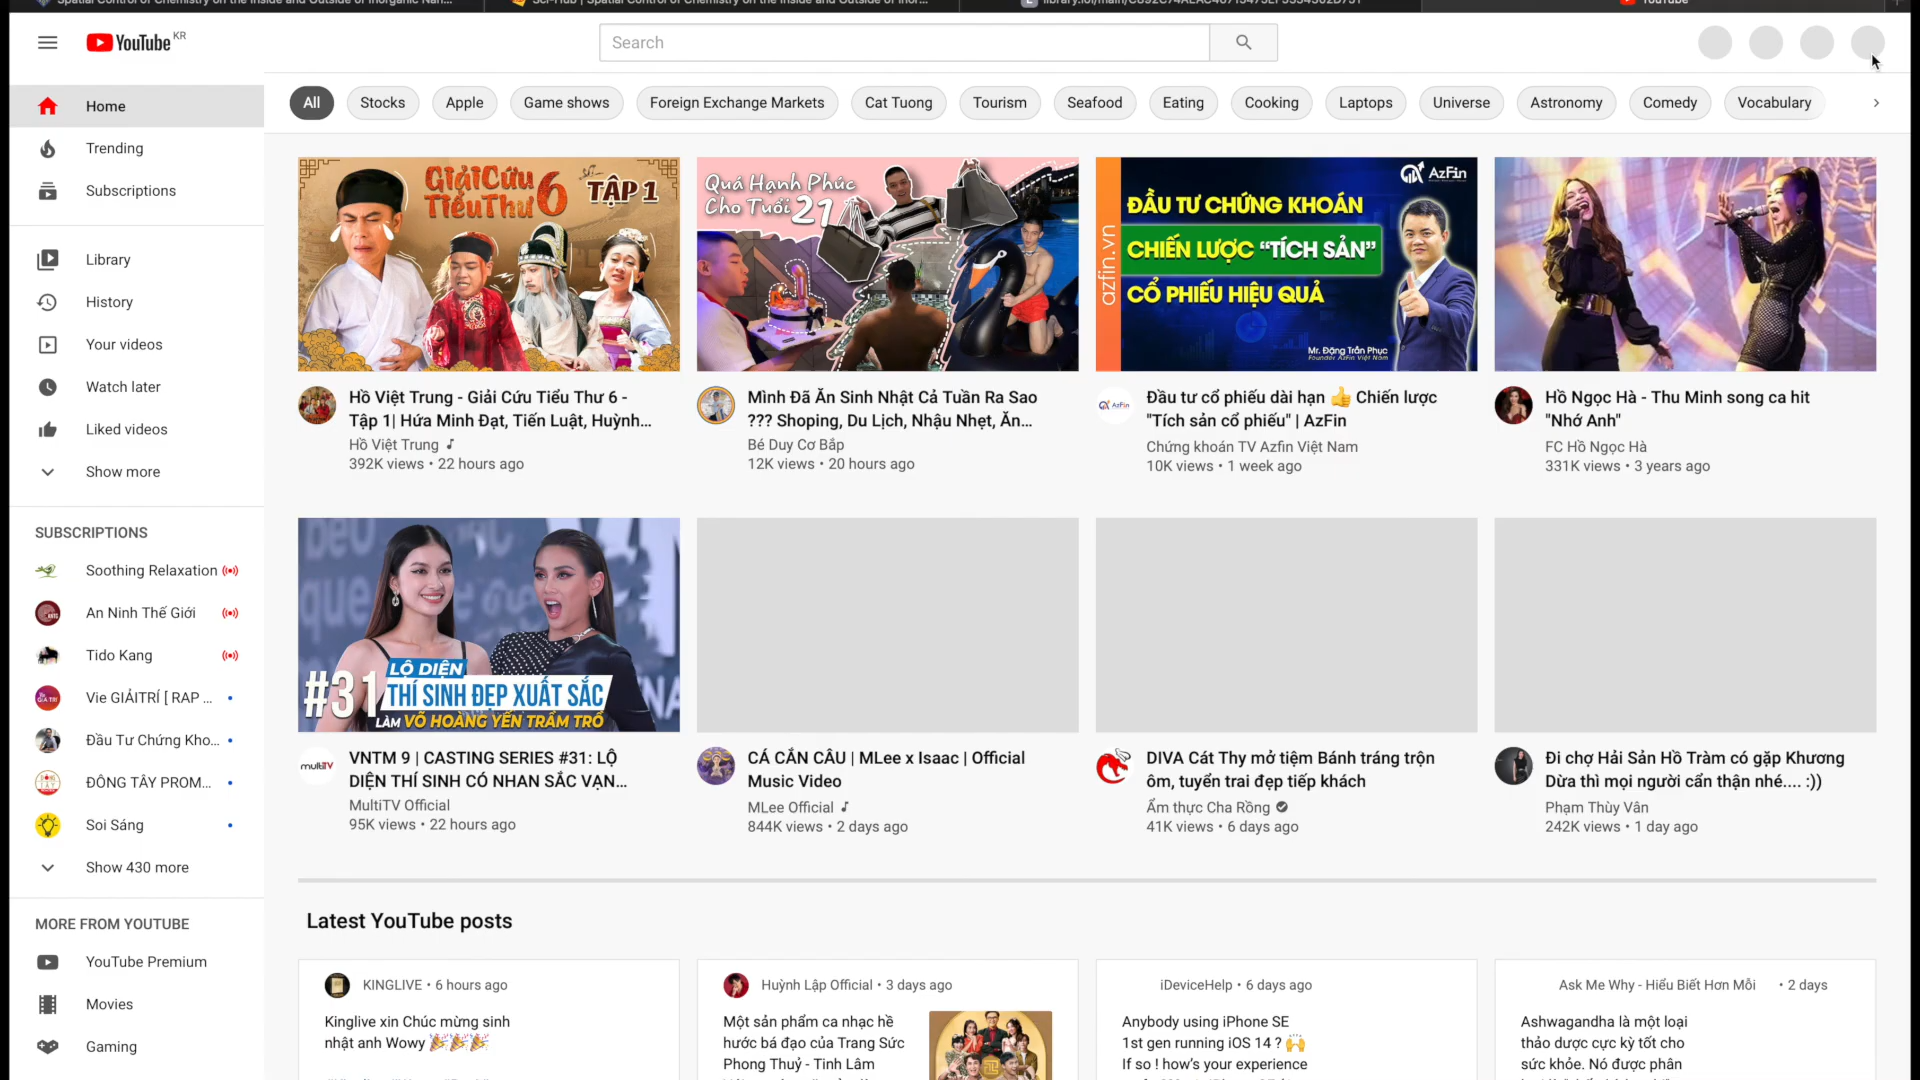 YouTube KR
Search
Home
Trending
Subscriptions
Library
History
Your videos
Watch later
Liked videos
Show more
SUBSCRIPTIONS
Soothing Relaxation
An Ninh Thế Giới
Tido Kang
Vie GIẢITRÍ [ RAP ...
Đầu Tư Chứng Kho...
ĐÔNG TÂY PROM...
Soi Sáng
Show 430 more
MORE FROM YOUTUBE
YouTube Premium
Movies
Gaming
All Stocks Apple Game shows Foreign Exchange Markets Cat Tuong Tourism Seafood Eating Cooking Laptops Universe Astronomy Comedy Vocabulary
Giải Cứu
Tiểu Thư 6
TẬP 1
Hồ Việt Trung - Giải Cứu Tiểu Thư 6 -
Tập 1| Hứa Minh Đạt, Tiến Luật, Huỳnh...
Hồ Việt Trung
392K views • 22 hours ago
Quá Hạnh Phúc
Cho Tuổi 21
Mình Đã Ăn Sinh Nhật Cả Tuần Ra Sao
??? Shoping, Du Lịch, Nhậu Nhẹt, Ăn...
Bé Duy Cơ Bắp
12K views • 20 hours ago
AzFin
azfin.vn
ĐẦU TƯ CHỨNG KHOÁN
CHIẾN LƯỢC “TÍCH SẢN”
CỔ PHIẾU HIỆU QUẢ
Mr. Đặng Trần Phục
Founder AzFin Việt Nam
AzFin
Đầu tư cổ phiếu dài hạn 👍 Chiến lược
"Tích sản cổ phiếu" | AzFin
Chứng khoán TV Azfin Việt Nam
10K views • 1 week ago
Hồ Ngọc Hà - Thu Minh song ca hit
"Nhớ Anh"
FC Hồ Ngọc Hà
331K views • 3 years ago
#31
LỘ DIỆN
THÍ SINH ĐẸP XUẤT SẮC
LÀM VÕ HOÀNG YẾN TRẦM TRỒ
multiTV
VNTM 9 | CASTING SERIES #31: LỘ
DIỆN THÍ SINH CÓ NHAN SẮC VẠN...
MultiTV Official
95K views • 22 hours ago
CÁ CẮN CÂU | MLee x Isaac | Official
Music Video
MLee Official
844K views • 2 days ago
DIVA Cát Thy mở tiệm Bánh tráng trộn
ôm, tuyển trai đẹp tiếp khách
Ẩm thực Cha Rồng
41K views • 6 days ago
Đi chợ Hải Sản Hồ Tràm có gặp Khương
Dừa thì mọi người cẩn thận nhé.... :))
Phạm Thùy Vân
242K views • 1 day ago
Latest YouTube posts
KINGLIVE • 6 hours ago
Kinglive xin Chúc mừng sinh
nhật anh Wowy 🎉🎉🎉
Huỳnh Lập Official • 3 days ago
Một sản phẩm ca nhạc hề
hước bá đạo của Trang Sức
Phong Thuỷ - Tinh Lâm
iDeviceHelp • 6 days ago
Anybody using iPhone SE
1st gen running iOS 14 ? 🙌
If so ! how’s your experience
Ask Me Why - Hiểu Biết Hơn Mỗi • 2 days
Ashwagandha là một loại
thảo dược cực kỳ tốt cho
sức khỏe. Nó được phân